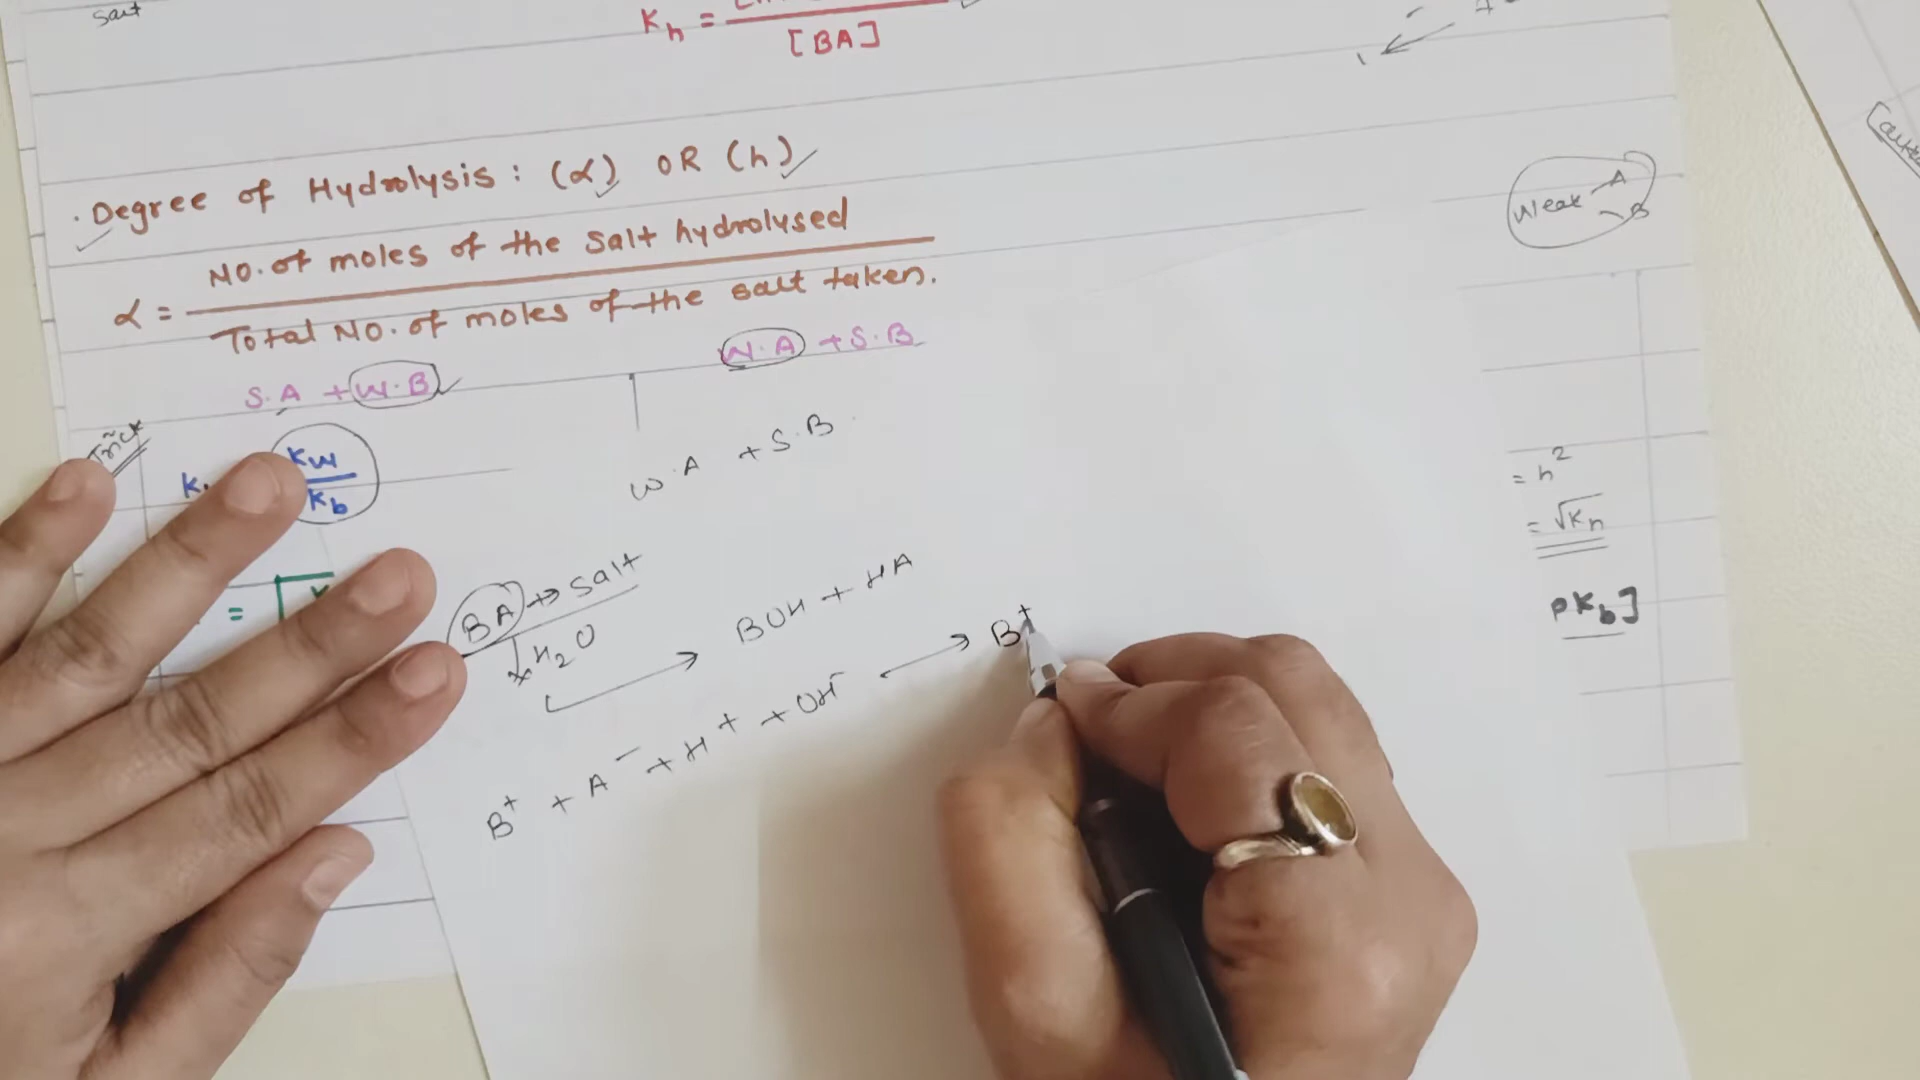 Salt
Kh =
[BA]
. Degree of Hydrolysis : (α) OR (h)
α = No. of moles of the salt hydrolysed
Total No. of moles of the salt taken.
S.A + W.B
W.A + S.B
Weak A
B
Trick
Kw
Kb
W.A + S.B
= h²
= √Kh
BA → Salt
+ H₂O
BOH + HA
=
pKb]
B⁺ + A⁻ + H⁺ + OH⁻ → B⁺